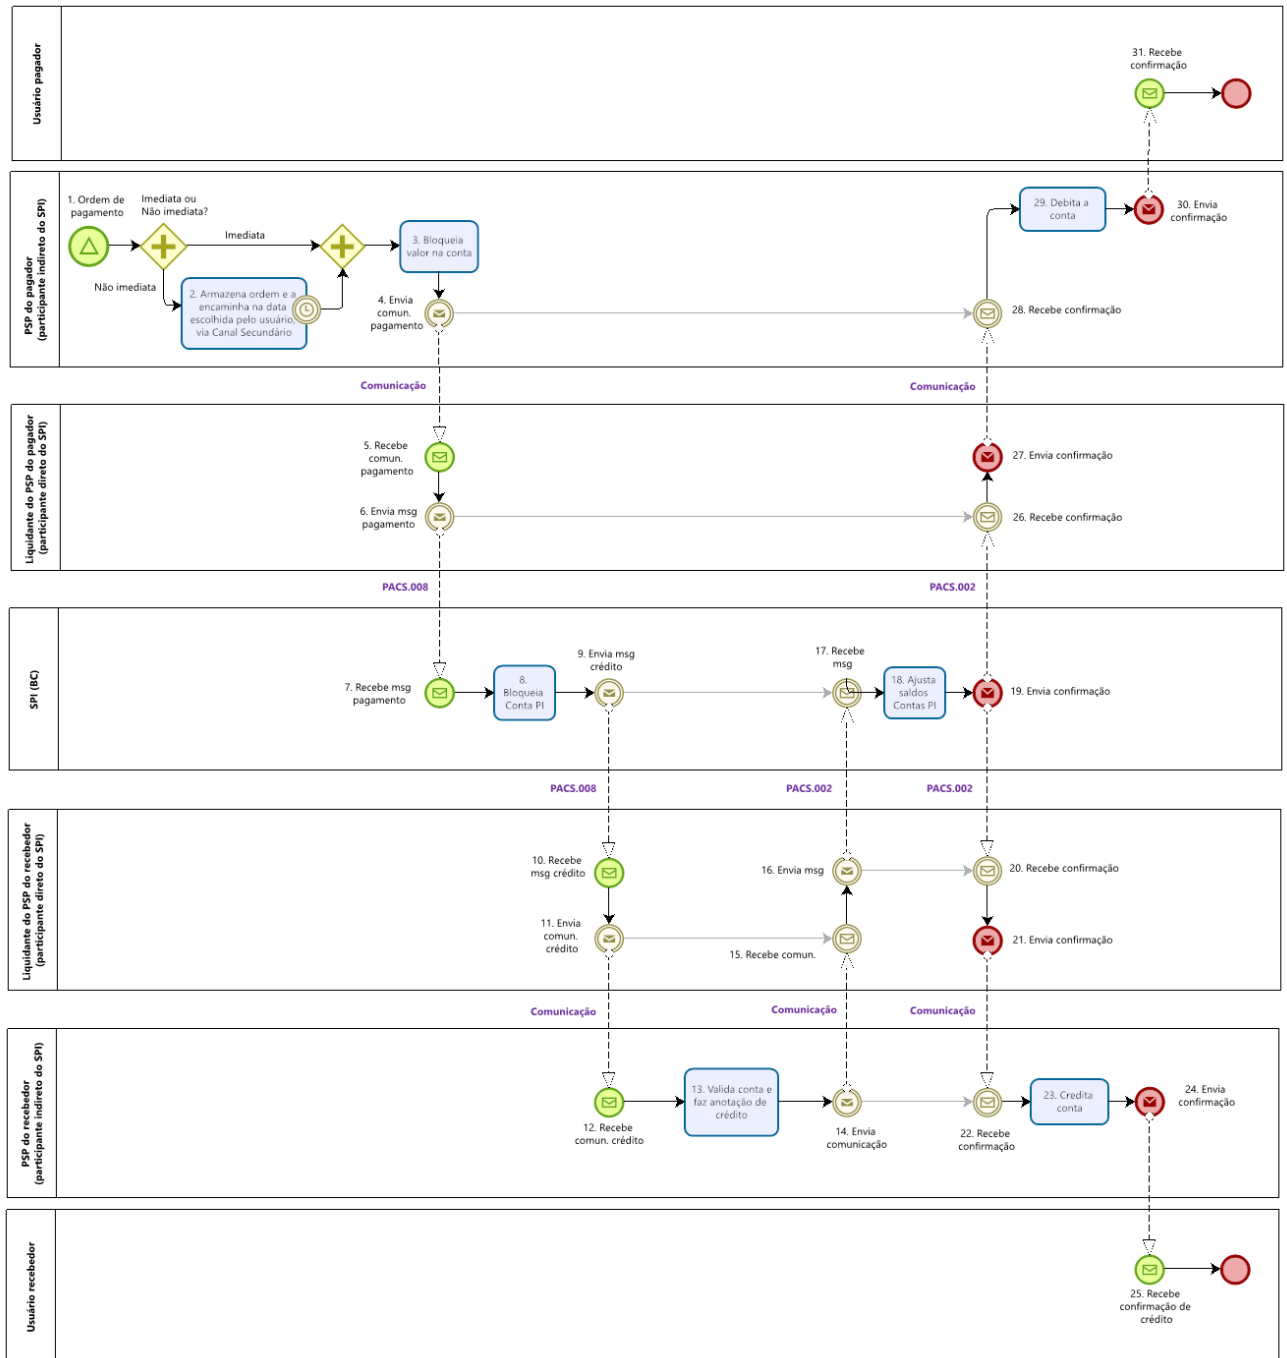 Usuário pagador
31. Recebe
confirmação
PSP do pagador
(participante indireto do SPI)
1. Ordem de
pagamento
Imediata ou
Não imediata?
Imediata
Não imediata
2. Armazena ordem e a
encaminha na data
escolhida pelo usuário,
via Canal Secundário
3. Bloqueia
valor na conta
4. Envia
comun.
pagamento
28. Recebe confirmação
29. Debita a
conta
30. Envia
confirmação
Comunicação
Comunicação
Liquidante do PSP do pagador
(participante direto do SPI)
5. Recebe
comun.
pagamento
6. Envia msg
pagamento
27. Envia confirmação
26. Recebe confirmação
PACS.008
PACS.002
SPI (BC)
7. Recebe msg
pagamento
8.
Bloqueia
Conta PI
9. Envia msg
crédito
17. Recebe
msg
18. Ajusta
saldos
Contas PI
19. Envia confirmação
PACS.008
PACS.002
PACS.002
Liquidante do PSP do recebedor
(participante direto do SPI)
10. Recebe
msg crédito
11. Envia
comun.
crédito
16. Envia msg
15. Recebe comun.
20. Recebe confirmação
21. Envia confirmação
Comunicação
Comunicação
Comunicação
PSP do recebedor
(participante indireto do SPI)
12. Recebe
comun. crédito
13. Valida conta e
faz anotação de
crédito
14. Envia
comunicação
22. Recebe
confirmação
23. Credita
conta
24. Envia
confirmação
Usuário recebedor
25. Recebe
confirmação de
crédito